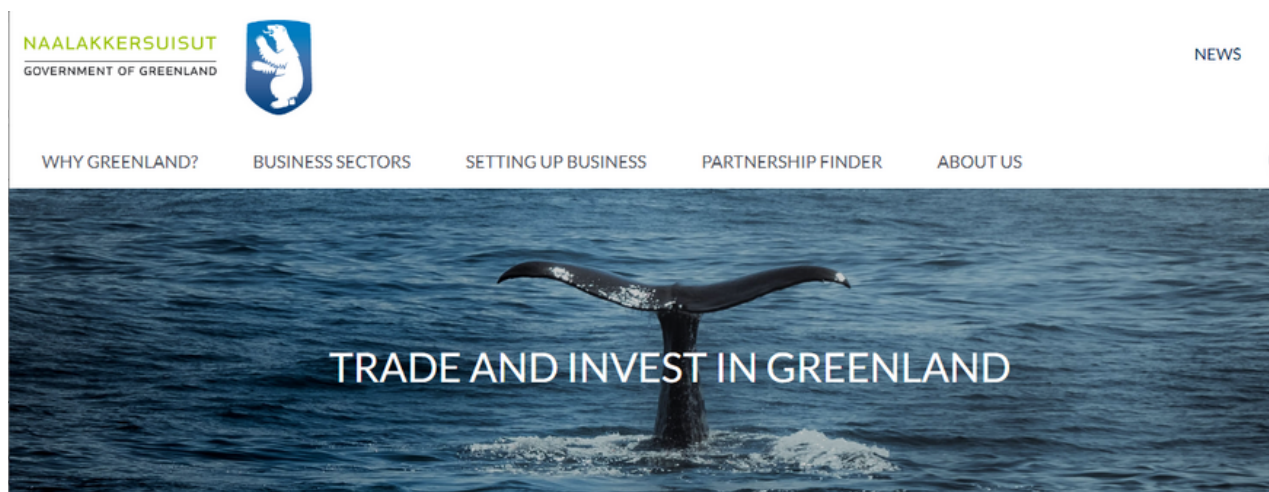 NAALAKKERSUISUT
GOVERNMENT OF GREENLAND
NEWS
WHY GREENLAND? BUSINESS SECTORS SETTING UP BUSINESS PARTNERSHIP FINDER ABOUT US
TRADE AND INVEST IN GREENLAND